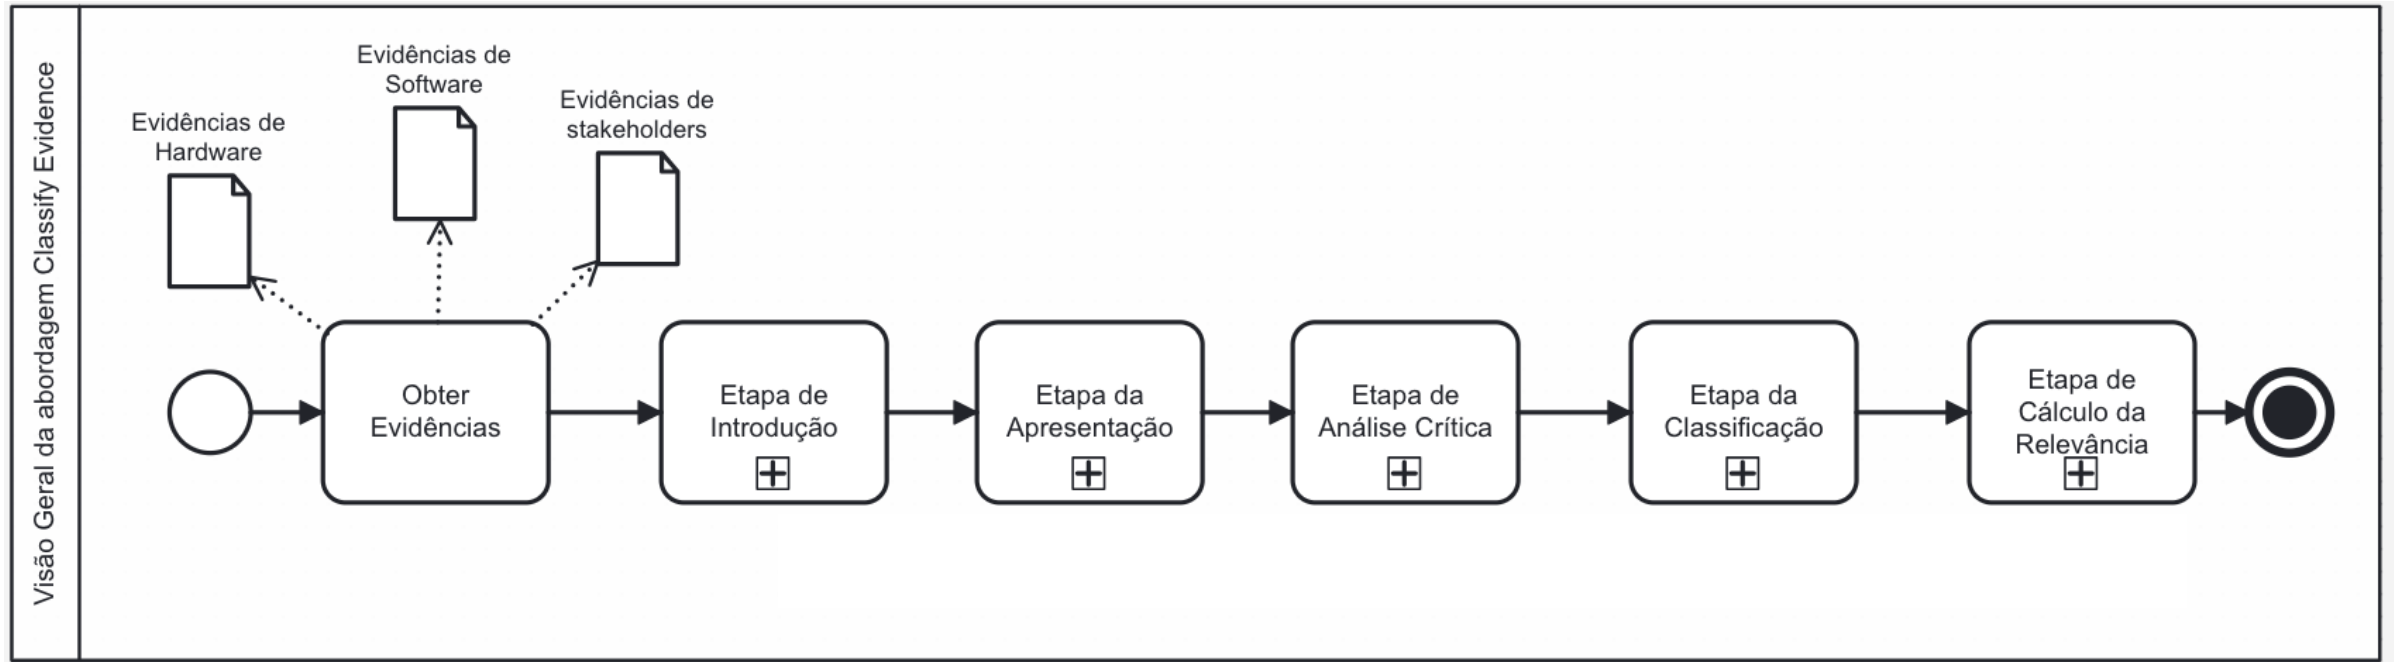 Visão Geral da abordagem Classify Evidence
Evidências de
Hardware
Evidências de
Software
Evidências de
stakeholders
Obter
Evidências
Etapa de
Introdução
Etapa da
Apresentação
Etapa de
Análise Crítica
Etapa da
Classificação
Etapa de
Cálculo da
Relevância